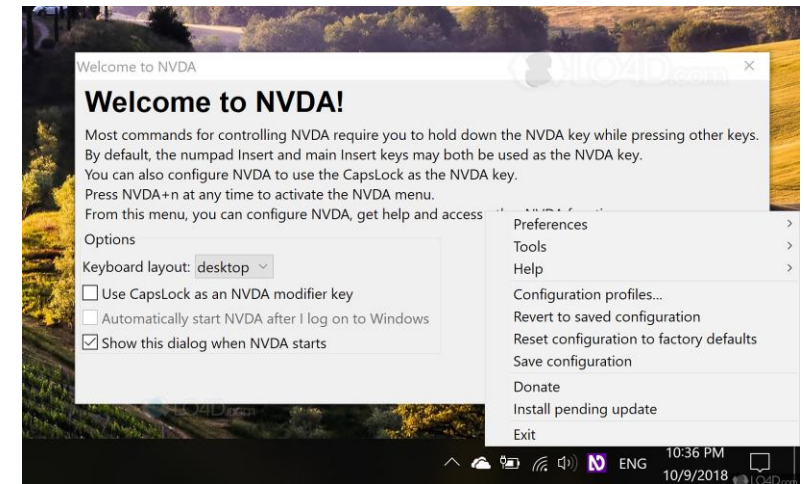 Welcome to NVDA
Welcome to NVDA!
Most commands for controlling NVDA require you to hold down the NVDA key while pressing other keys.
By default, the numpad Insert and main Insert keys may both be used as the NVDA key.
You can also configure NVDA to use the CapsLock as the NVDA key.
Press NVDA+n at any time to activate the NVDA menu.
From this menu, you can configure NVDA, get help and access
Options
Keyboard layout: desktop
Use CapsLock as an NVDA modifier key
Automatically start NVDA after I log on to Windows
Show this dialog when NVDA starts
Preferences
Tools
Help
Configuration profiles...
Revert to saved configuration
Reset configuration to factory defaults
Save configuration
Donate
Install pending update
Exit
ENG
10:36 PM
10/9/2018
LO4D.com
LO4D.com
LO4D.com